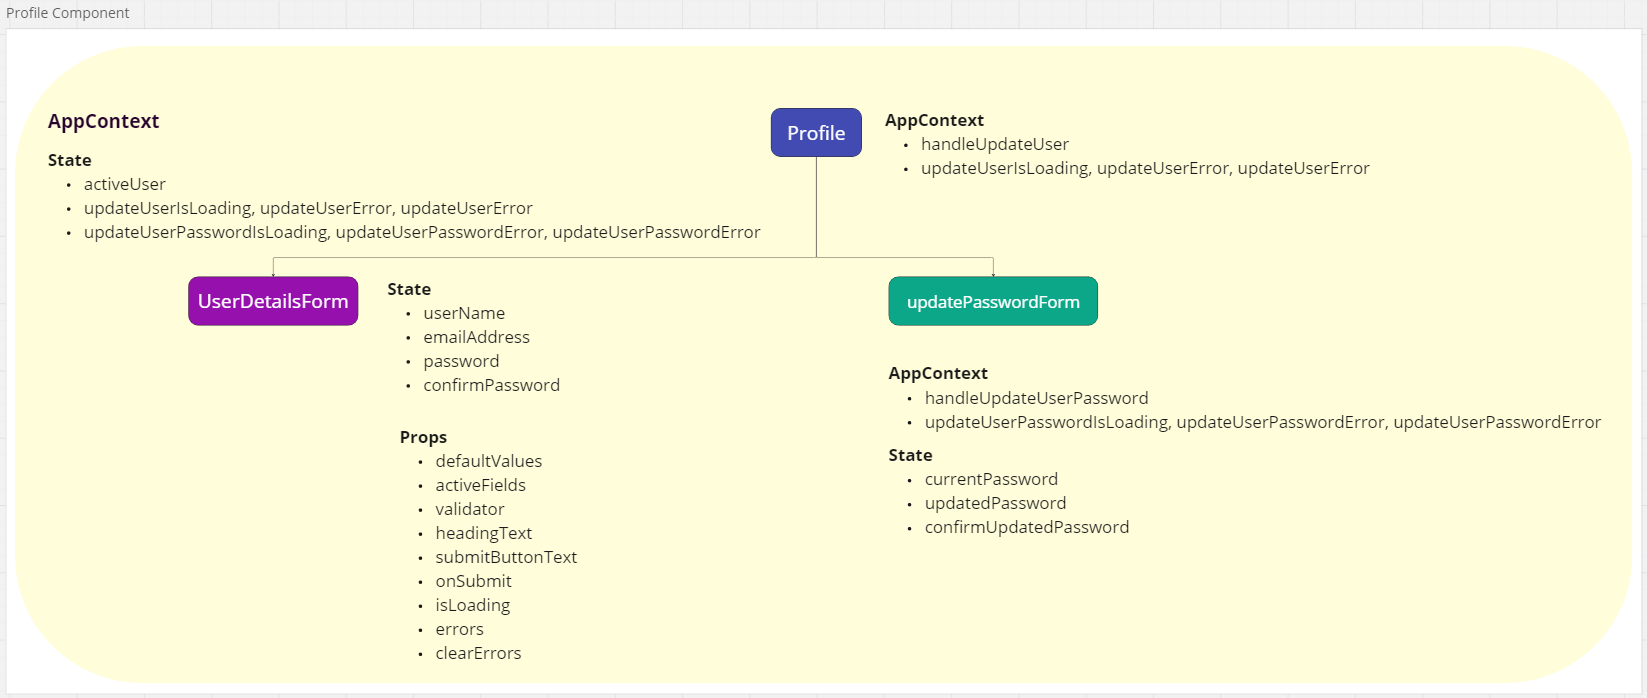 Profile Component
AppContext
State
• activeUser
• updateUserIsLoading, updateUserError, updateUserError
• updateUserPasswordIsLoading, updateUserPasswordError, updateUserPasswordError
Profile
AppContext
• handleUpdateUser
• updateUserIsLoading, updateUserError, updateUserError
UserDetailsForm
State
• userName
• emailAddress
• password
• confirmPassword
Props
• defaultValues
• activeFields
• validator
• headingText
• submitButtonText
• onSubmit
• isLoading
• errors
• clearErrors
updatePasswordForm
AppContext
• handleUpdateUserPassword
• updateUserPasswordIsLoading, updateUserPasswordError, updateUserPasswordError
State
• currentPassword
• updatedPassword
• confirmUpdatedPassword